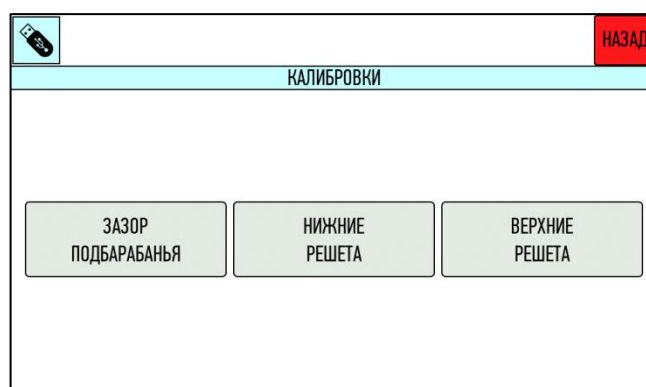 НАЗАД
КАЛИБРОВКИ
ЗАЗОР
ПОДБАРАБАНЬЯ
НИЖНИЕ
РЕШЕТА
ВЕРХНИЕ
РЕШЕТА